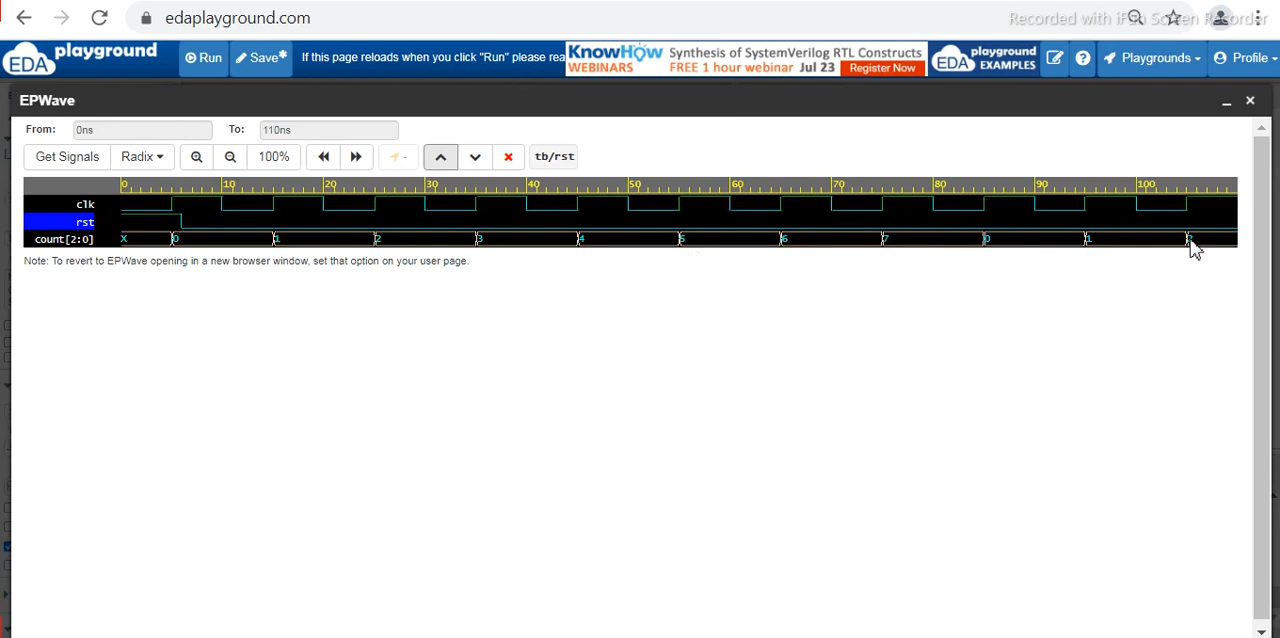 edaplayground.com
Recorded with iFun Screen Recorder
EDA playground
Run
Save*
If this page reloads when you click "Run" please rea
KnowHow WEBINARS
Synthesis of SystemVerilog RTL Constructs
FREE 1 hour webinar Jul 23 Register Now
EDA playground EXAMPLES
?
Playgrounds
Profile
EPWave
From: 0ns To: 110ns
Get Signals Radix 100% tb/rst
0 10 20 30 40 50 60 70 80 90 100
clk
rst
count[2:0] X 0 1 2 3 4 5 6 7 0 1 2
Note: To revert to EPWave opening in a new browser window, set that option on your user page.